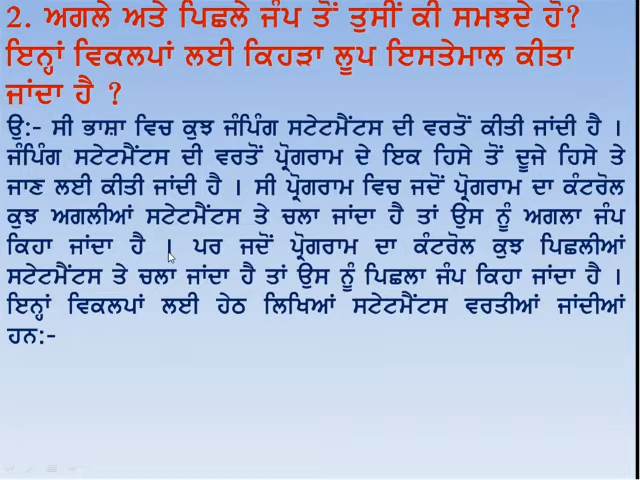 2. ਅਗਲੇ ਅਤੇ ਪਿਛਲੇ ਜੰਪ ਤੋਂ ਤੁਸੀਂ ਕੀ ਸਮਝਦੇ ਹੋ?
ਇਨ੍ਹਾਂ ਵਿਕਲਪਾਂ ਲਈ ਕਿਹੜਾ ਲੂਪ ਇਸਤੇਮਾਲ ਕੀਤਾ
ਜਾਂਦਾ ਹੈ ?
ਉ:- ਸੀ ਭਾਸ਼ਾ ਵਿਚ ਕੁਝ ਜੰਪਿੰਗ ਸਟੇਟਮੈਂਟਸ ਦੀ ਵਰਤੋਂ ਕੀਤੀ ਜਾਂਦੀ ਹੈ ।
ਜੰਪਿੰਗ ਸਟੇਟਮੈਂਟਸ ਦੀ ਵਰਤੋਂ ਪ੍ਰੋਗਰਾਮ ਦੇ ਇਕ ਹਿਸੇ ਤੋਂ ਦੂਜੇ ਹਿਸੇ ਤੇ
ਜਾਣ ਲਈ ਕੀਤੀ ਜਾਂਦੀ ਹੈ । ਸੀ ਪ੍ਰੋਗਰਾਮ ਵਿਚ ਜਦੋਂ ਪ੍ਰੋਗਰਾਮ ਦਾ ਕੰਟਰੋਲ
ਕੁਝ ਅਗਲੀਆਂ ਸਟੇਟਮੈਂਟਸ ਤੇ ਚਲਾ ਜਾਂਦਾ ਹੈ ਤਾਂ ਉਸ ਨੂੰ ਅਗਲਾ ਜੰਪ
ਕਿਹਾ ਜਾਂਦਾ ਹੈ । ਪਰ ਜਦੋਂ ਪ੍ਰੋਗਰਾਮ ਦਾ ਕੰਟਰੋਲ ਕੁਝ ਪਿਛਲੀਆਂ
ਸਟੇਟਮੈਂਟਸ ਤੇ ਚਲਾ ਜਾਂਦਾ ਹੈ ਤਾਂ ਉਸ ਨੂੰ ਪਿਛਲਾ ਜੰਪ ਕਿਹਾ ਜਾਂਦਾ ਹੈ ।
ਇਨ੍ਹਾਂ ਵਿਕਲਪਾਂ ਲਈ ਹੇਠ ਲਿਖਿਆਂ ਸਟੇਟਮੈਂਟਸ ਵਰਤੀਆਂ ਜਾਂਦੀਆਂ
ਹਨ:-